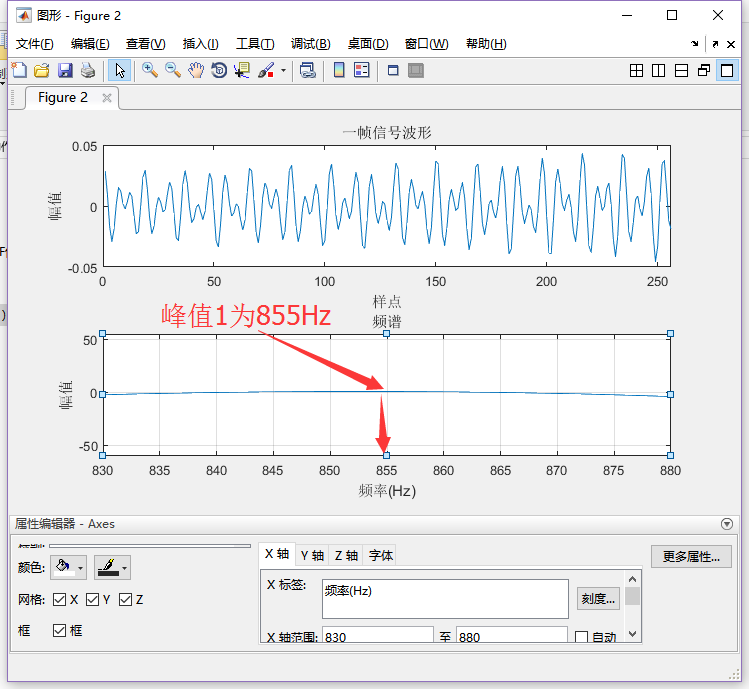 图形 - Figure 2
文件(F) 编辑(E) 查看(V) 插入(I) 工具(T) 调试(B) 桌面(D) 窗口(W) 帮助(H)
Figure 2
一帧信号波形
0.05
幅值
0
-0.05
0 50 100 150 200 250
样点
峰值1为855Hz
频谱
50
幅值
0
-50
830 835 840 845 850 855 860 865 870 875 880
频率(Hz)
属性编辑器 - Axes
颜色:
网格: X Y Z
框 框
X 轴 Y 轴 Z 轴 字体
X 标签: 频率(Hz) 刻度...
X 轴范围: 830 至 880 自动
更多属性...